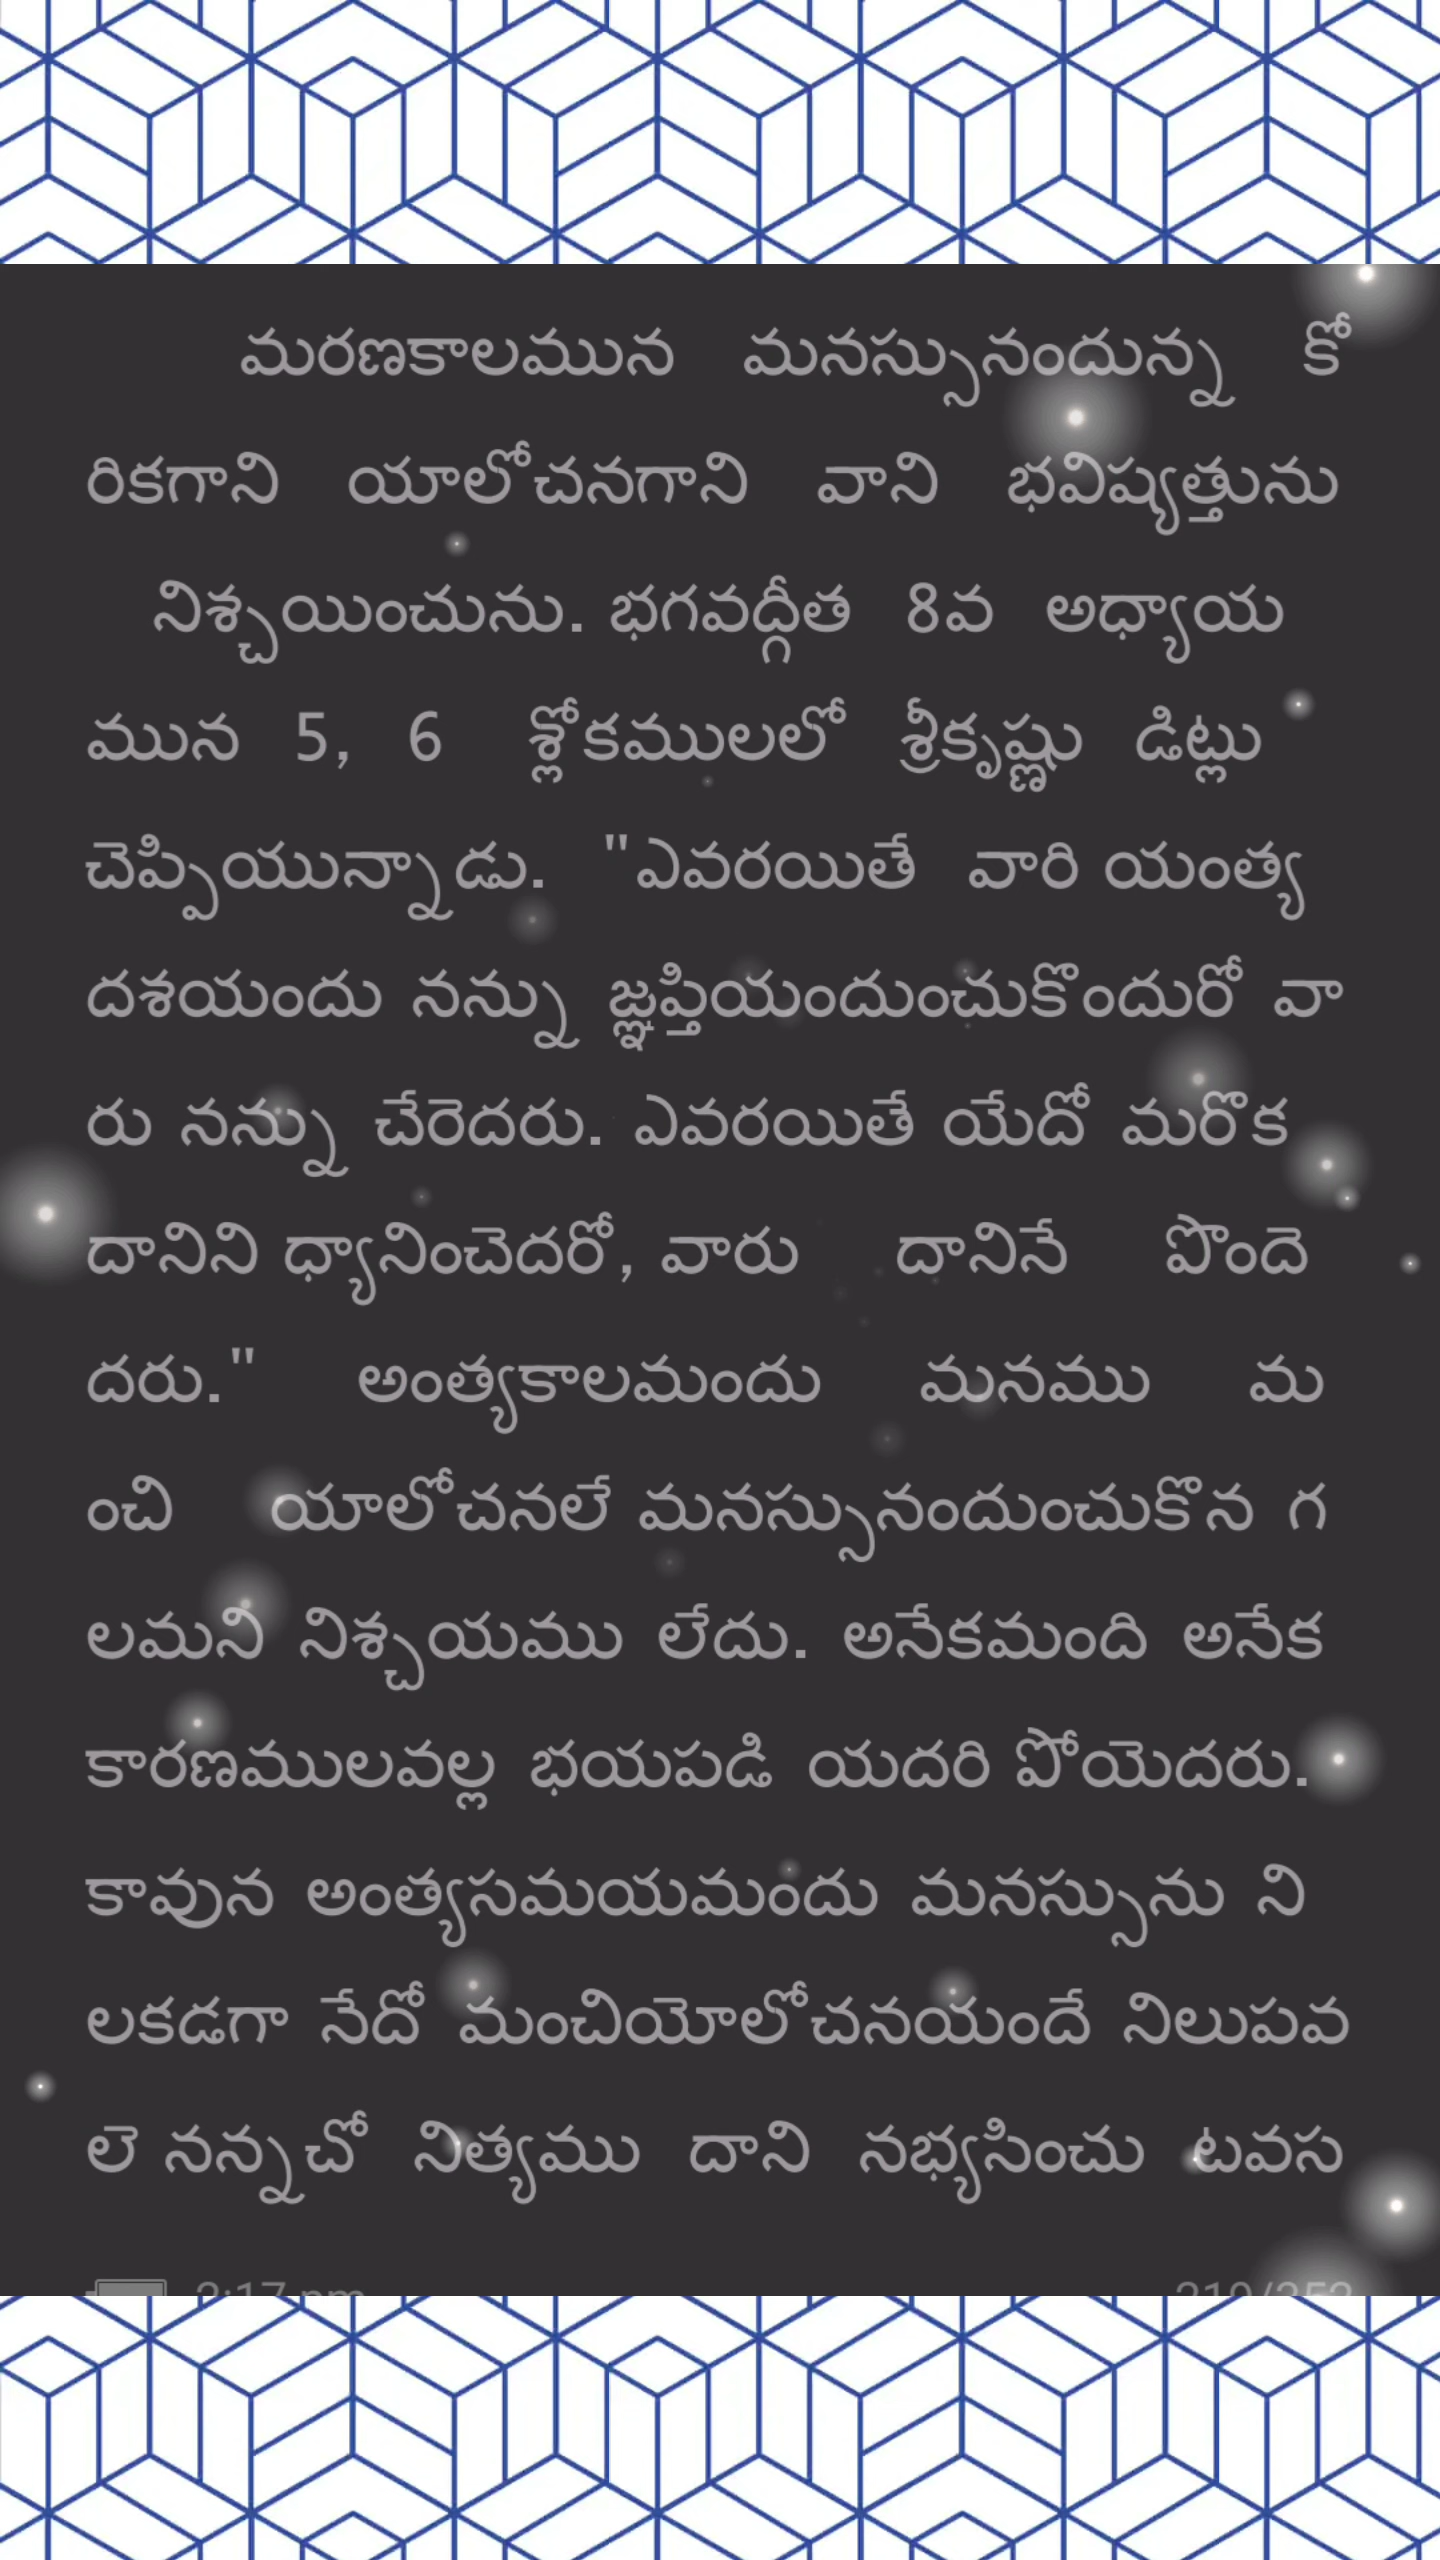 మరణకాలమున మనస్సునందున్న కో
రికగాని యాలోచనగాని వాని భవిష్యత్తును
నిశ్చయించును. భగవద్గీత 8వ అధ్యాయ
మున 5, 6 శ్లోకములలో శ్రీకృష్ణు డిట్లు
చెప్పియున్నాడు. "ఎవరయితే వారి యంత్య
దశయందు నన్ను జ్ఞప్తియందుంచుకొందురో వా
రు నన్ను చేరెదరు. ఎవరయితే యేదో మరొక
దానిని ధ్యానించెదరో, వారు దానినే పొందె
దరు." అంత్యకాలమందు మనము మ
ంచి యాలోచనలే మనస్సునందుంచుకొన గ
లమని నిశ్చయము లేదు. అనేకమంది అనేక
కారణములవల్ల భయపడి యదరి పోయెదరు.
కావున అంత్యసమయమందు మనస్సును ని
లకడగా నేదో మంచియోలోచనయందే నిలుపవ
లె నన్నచో నిత్యము దాని నభ్యసించు టవస